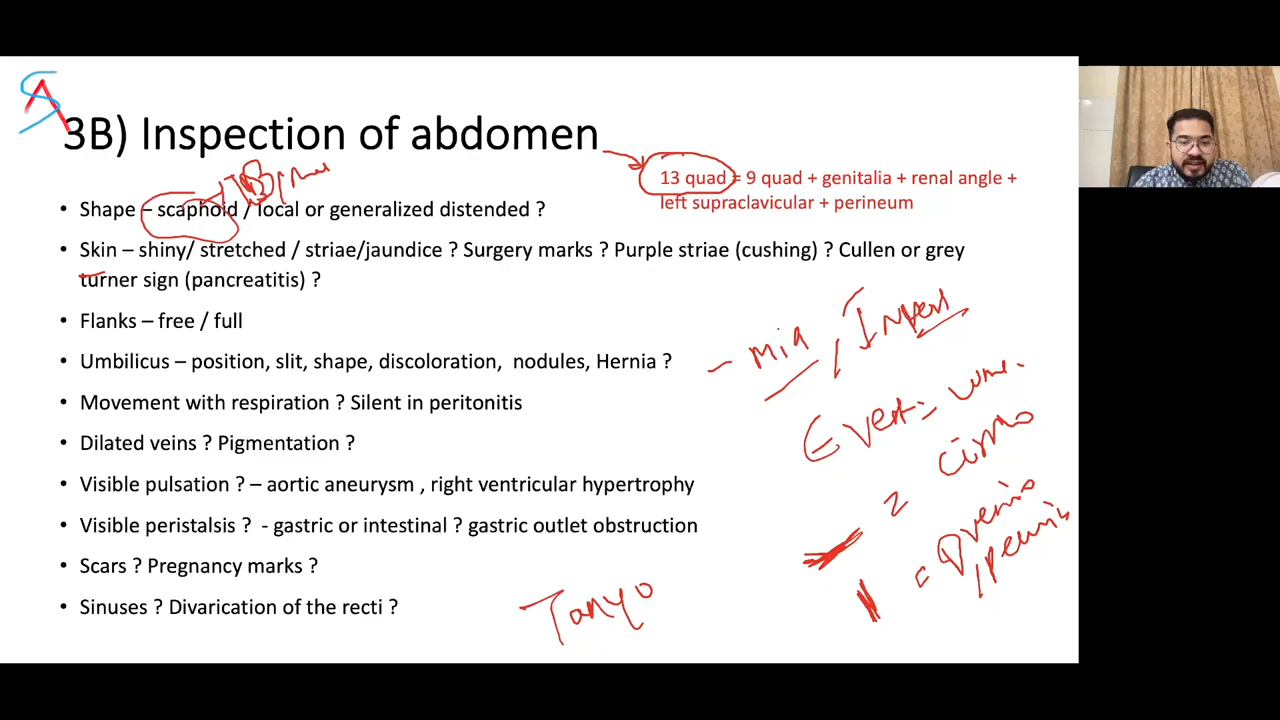 SA
3B) Inspection of abdomen
13 quad = 9 quad + genitalia + renal angle +
left supraclavicular + perineum
• Shape – scaphoid / local or generalized distended ?
• Skin – shiny/ stretched / striae/jaundice ? Surgery marks ? Purple striae (cushing) ? Cullen or grey
turner sign (pancreatitis) ?
• Flanks – free / full
• Umbilicus – position, slit, shape, discoloration, nodules, Hernia ?
– Mid , Invert
Evert =
• Movement with respiration ? Silent in peritonitis
• Dilated veins ? Pigmentation ?
• Visible pulsation ? – aortic aneurysm , right ventricular hypertrophy
• Visible peristalsis ? - gastric or intestinal ? gastric outlet obstruction
• Scars ? Pregnancy marks ?
• Sinuses ? Divarication of the recti ?
Tanyo